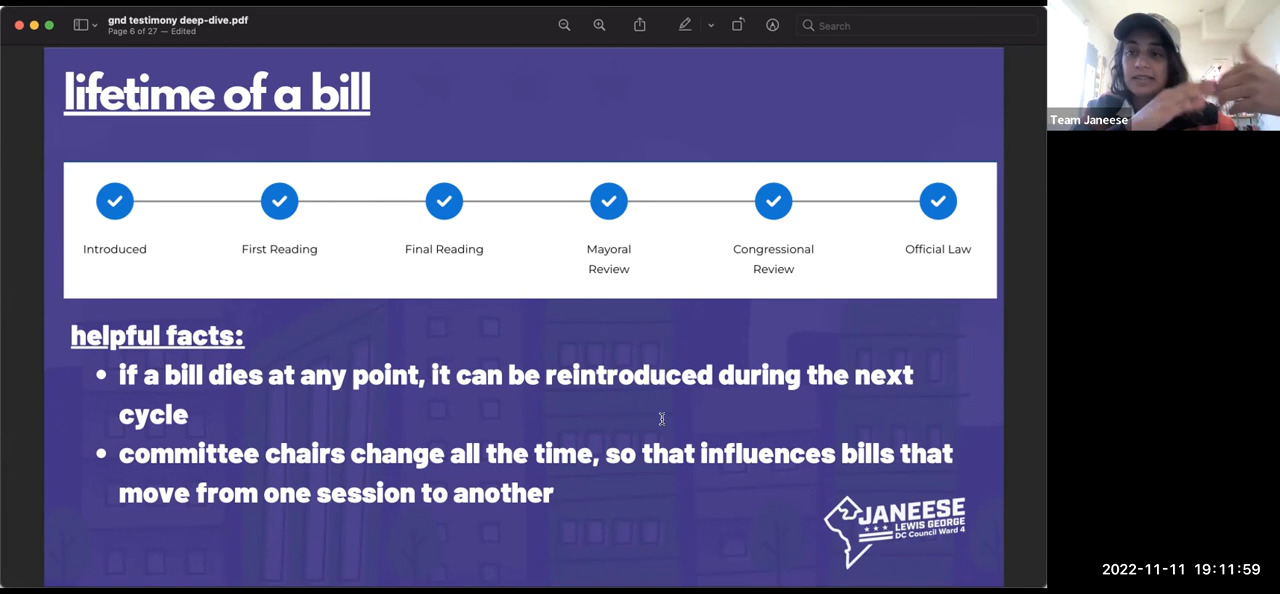 gnd testimony deep-dive.pdf
Page 6 of 27 — Edited
Search
lifetime of a bill
Introduced
First Reading
Final Reading
Mayoral
Review
Congressional
Review
Official Law
helpful facts:
• if a bill dies at any point, it can be reintroduced during the next
cycle
• committee chairs change all the time, so that influences bills that
move from one session to another
JANEESE
LEWIS GEORGE
DC Council Ward 4
Team Janeese
2022-11-11 19:11:59